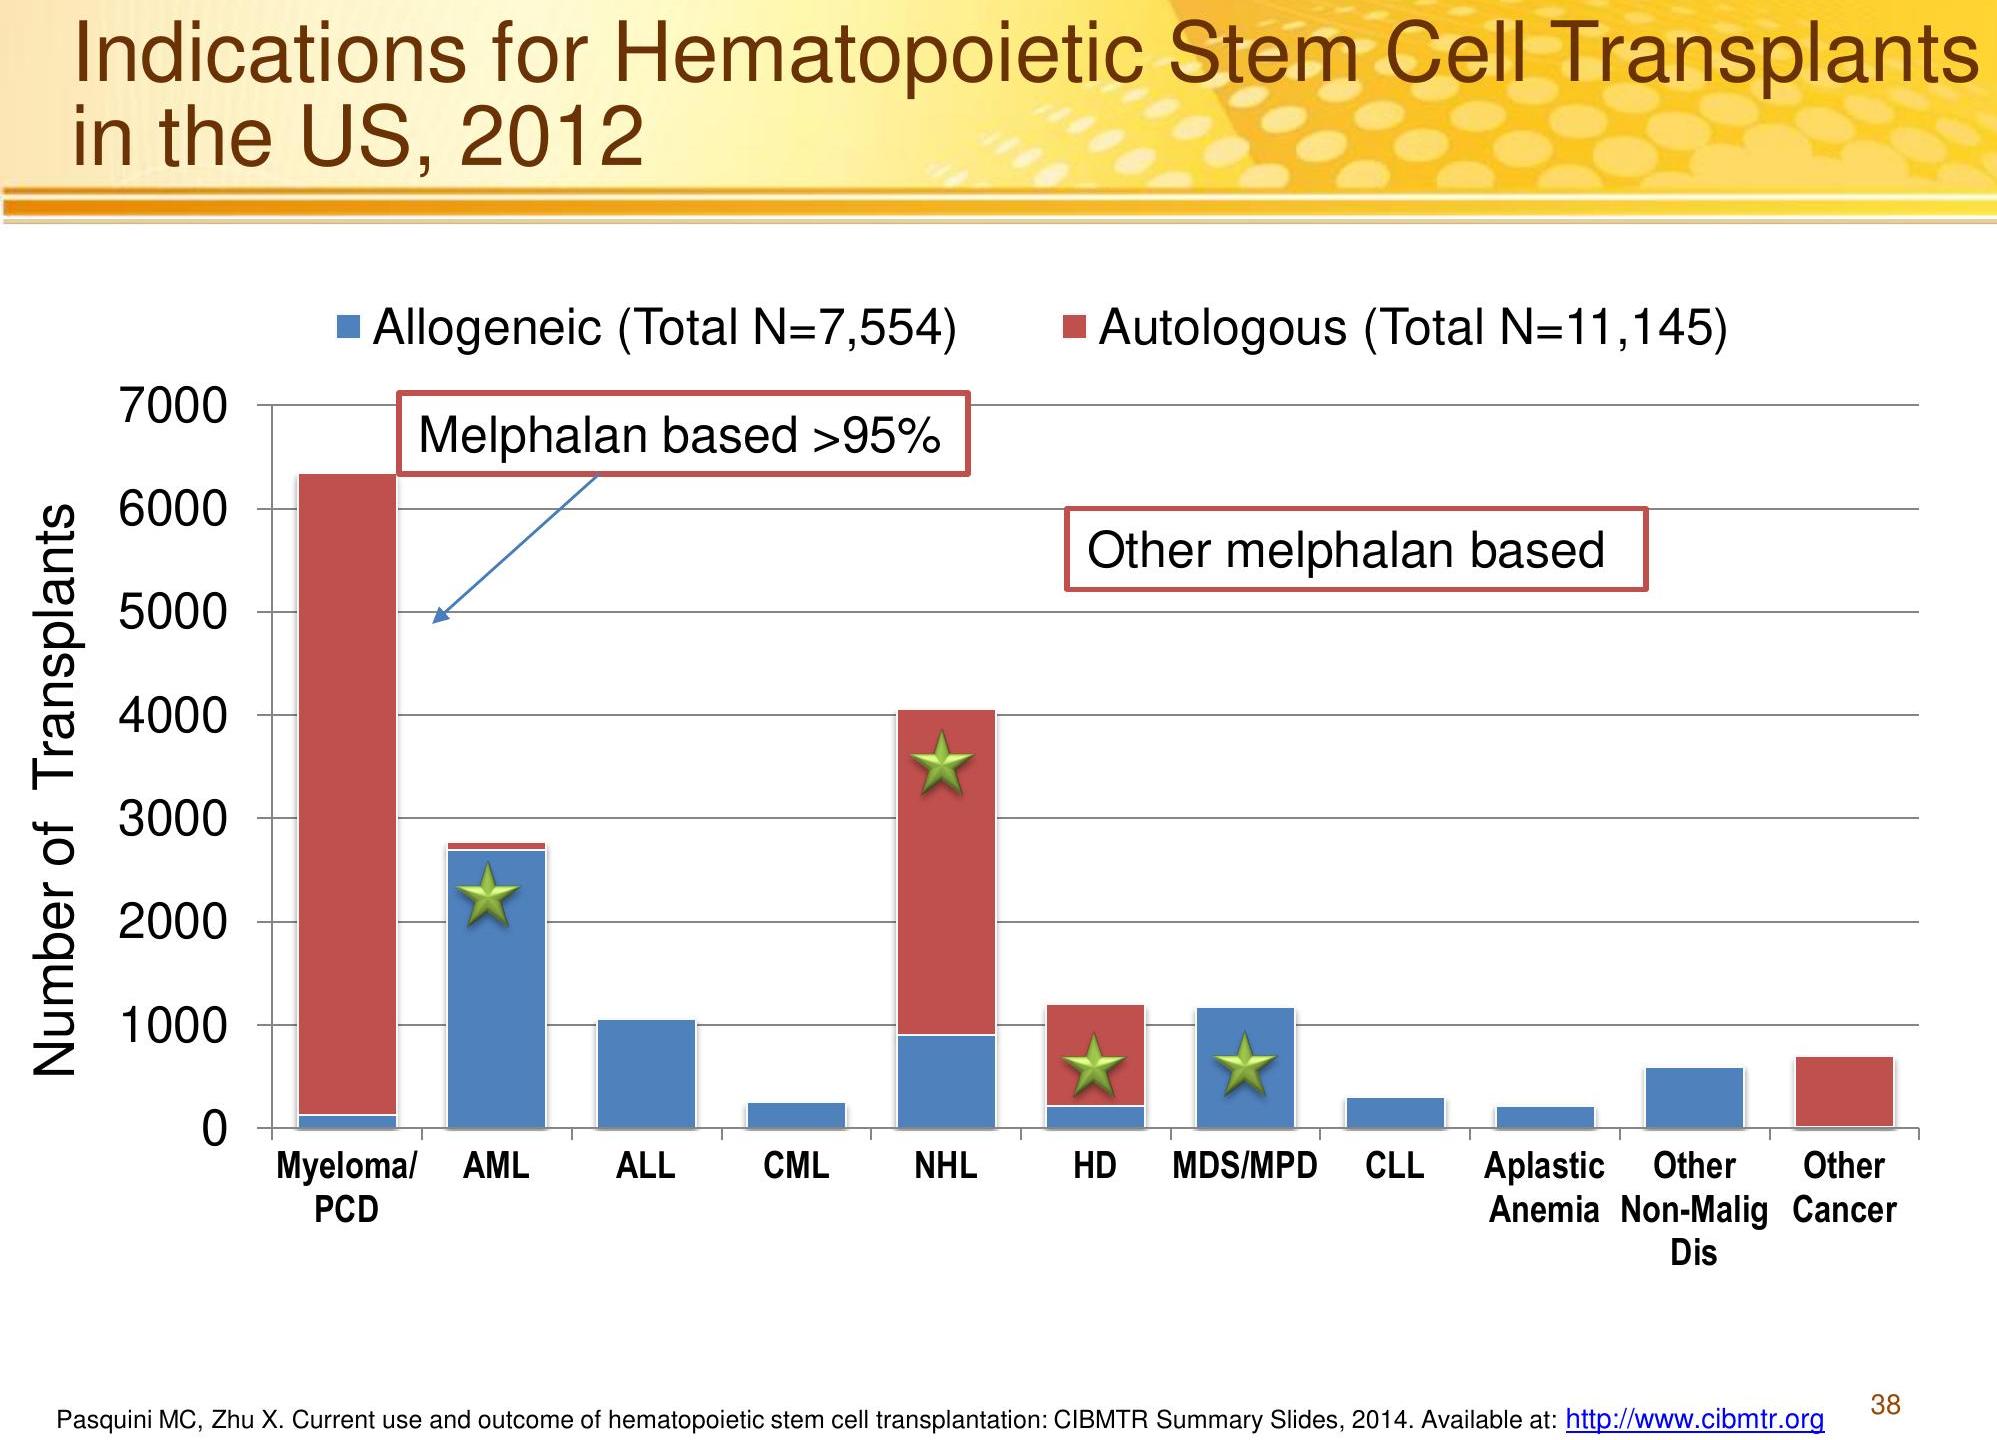 Indications for Hematopoietic Stem Cell Transplants
in the US, 2012
Allogeneic (Total N=7,554)
Autologous (Total N=11,145)
Melphalan based >95%
Other melphalan based
Number of Transplants
7000
6000
5000
4000
3000
2000
1000
0
Myeloma/
PCD
AML
ALL
CML
NHL
HD
MDS/MPD
CLL
Aplastic
Anemia
Other
Non-Malig
Dis
Other
Cancer
Pasquini MC, Zhu X. Current use and outcome of hematopoietic stem cell transplantation: CIBMTR Summary Slides, 2014. Available at: http://www.cibmtr.org
38